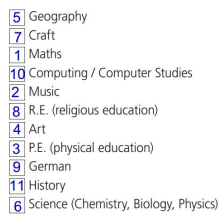 5 Geography
7 Craft
1 Maths
10 Computing / Computer Studies
2 Music
8 R.E. (religious education)
4 Art
3 P.E. (physical education)
9 German
11 History
6 Science (Chemistry, Biology, Physics)